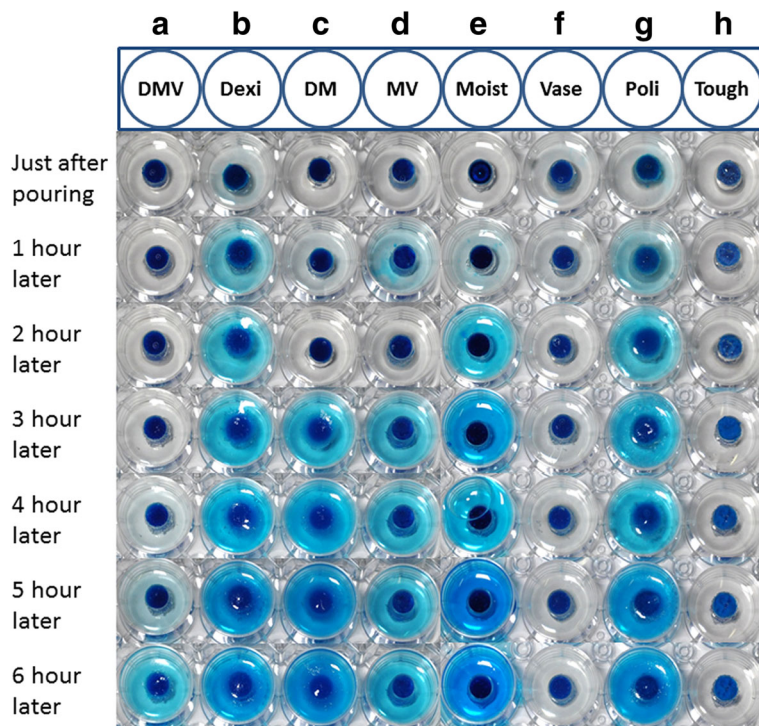 a b c d e f g h
DMV Dexi DM MV Moist Vase Poli Tough
Just after
pouring
1 hour
later
2 hour
later
3 hour
later
4 hour
later
5 hour
later
6 hour
later